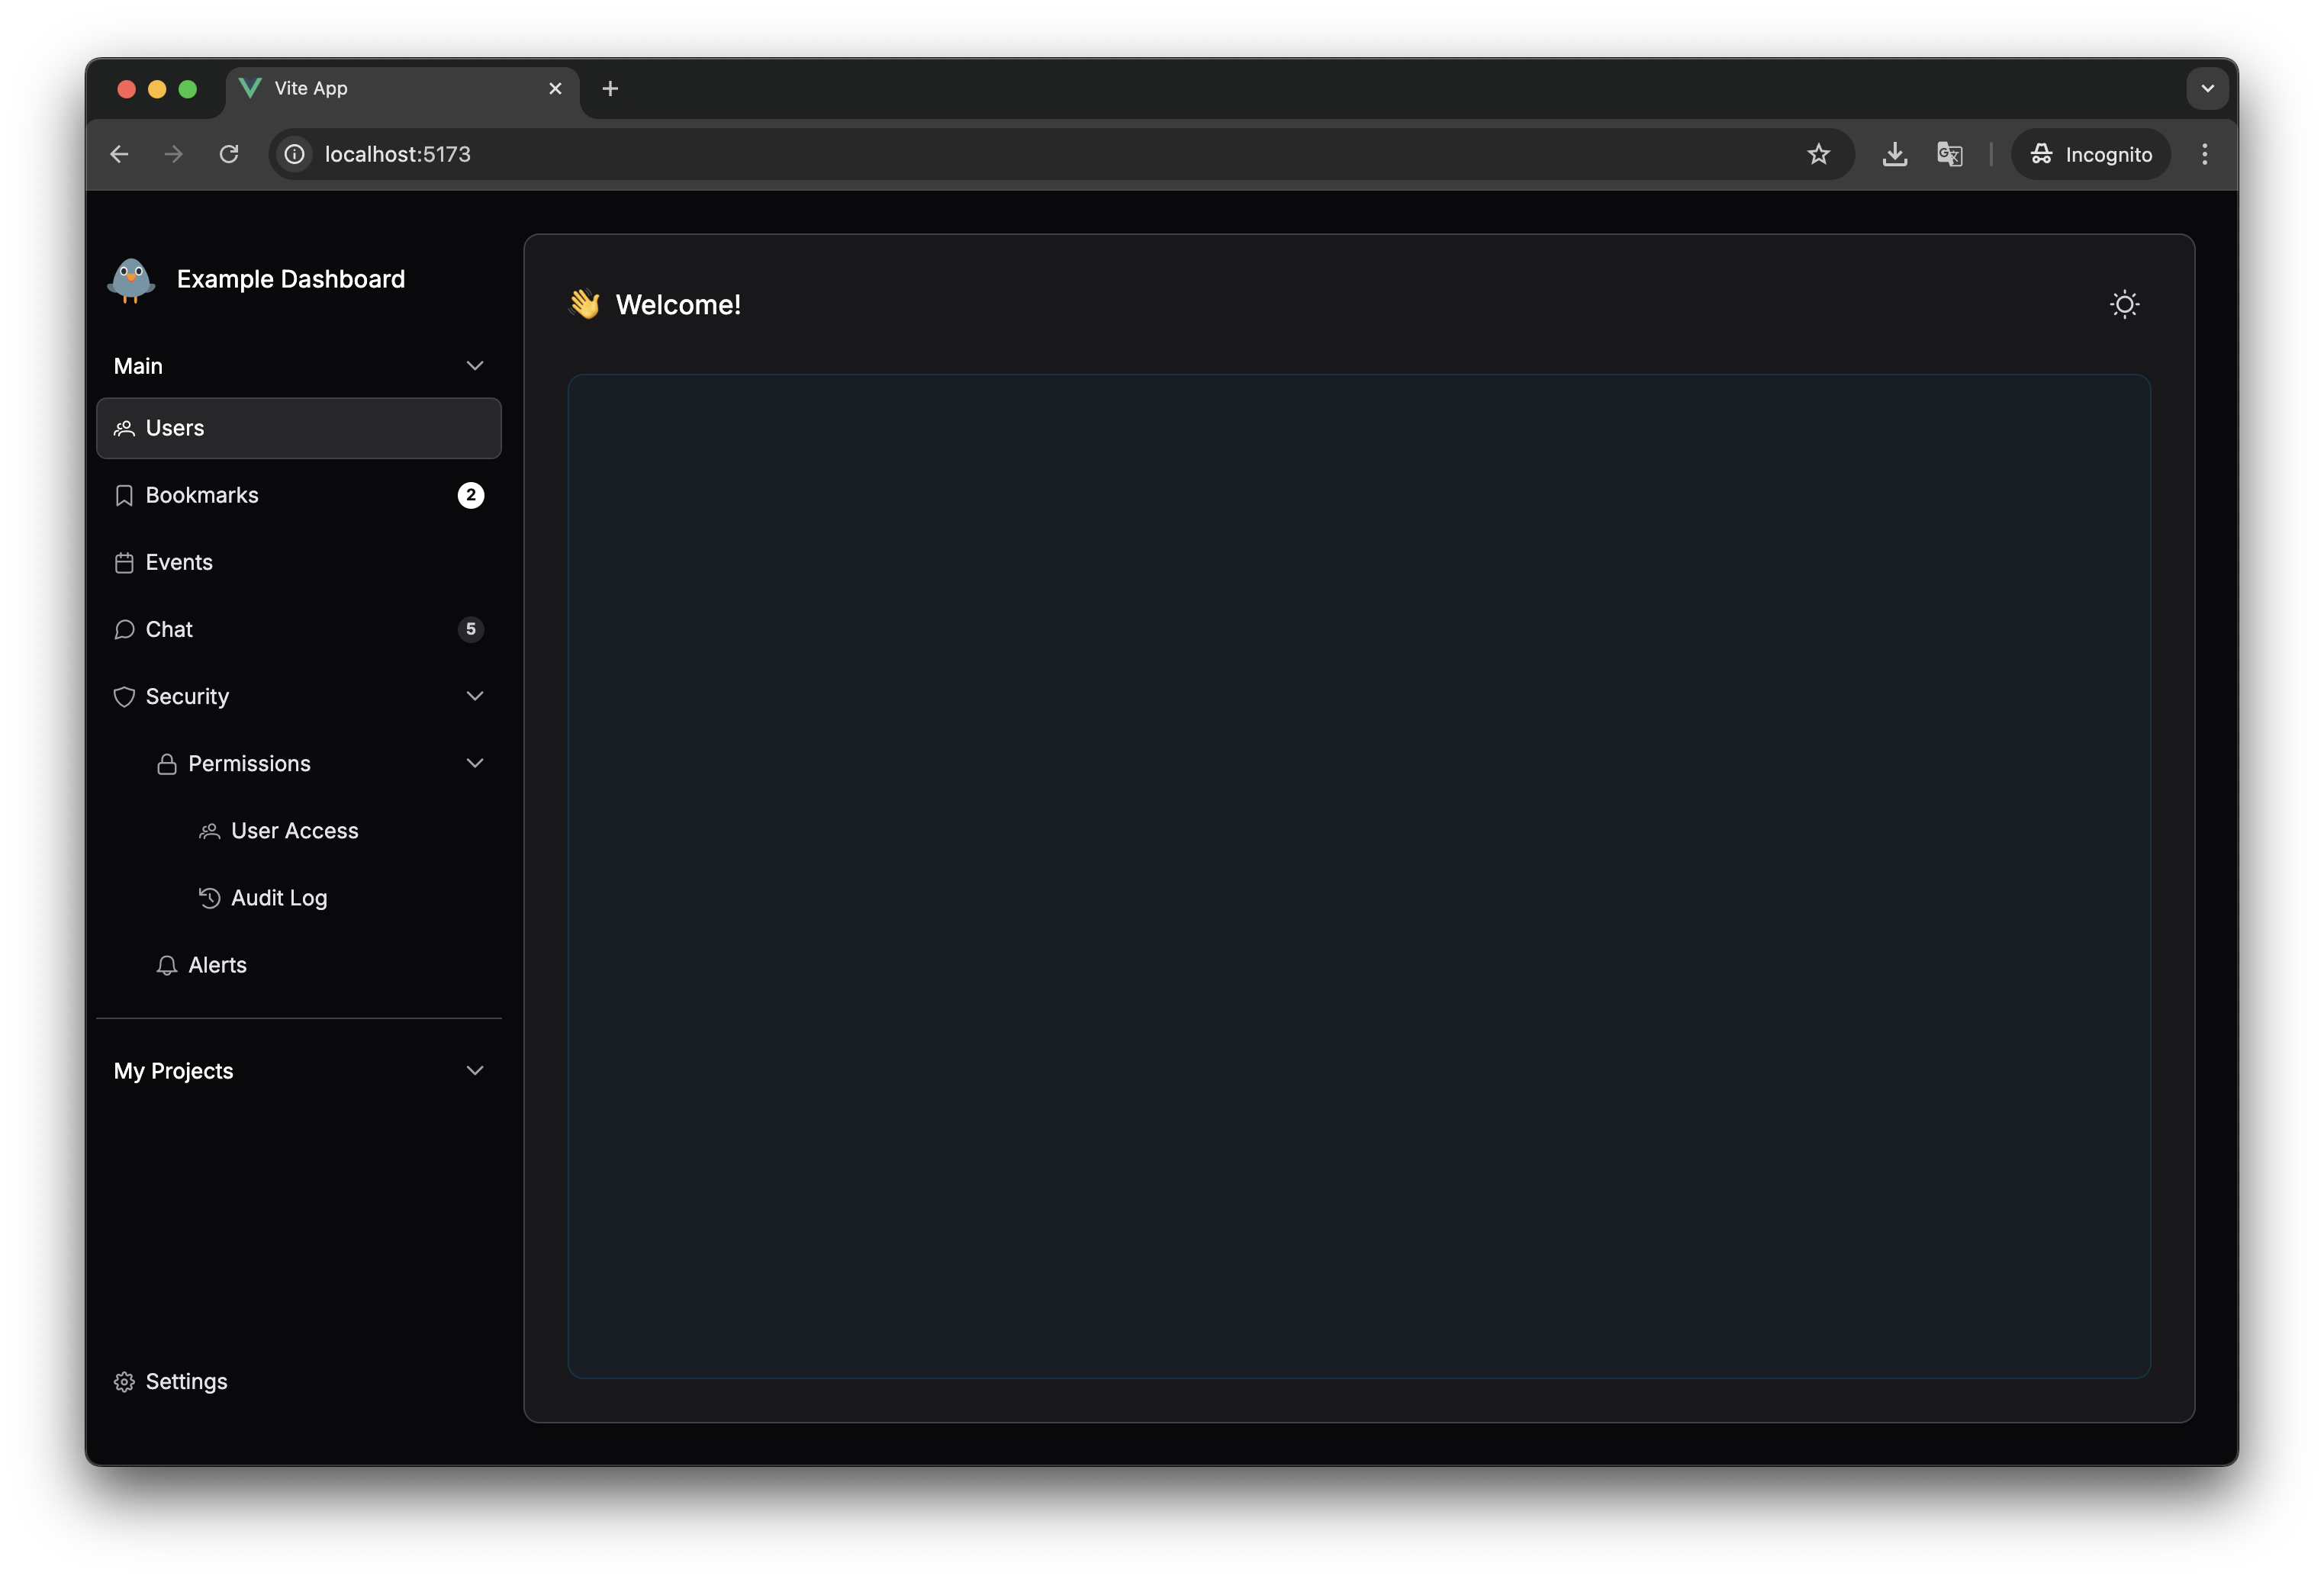 Vite App
localhost:5173
Incognito
Example Dashboard
Main
Users
Bookmarks 2
Events
Chat 5
Security
Permissions
User Access
Audit Log
Alerts
My Projects
Settings
👋 Welcome!